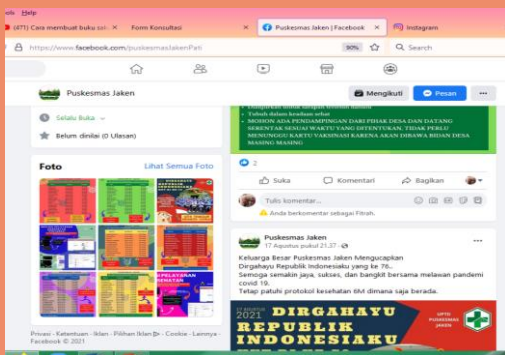 Help
(471) Cara membuat buku sei
Form Konsultasi
Puskesmas Jaken | Facebook
Instagram
https://www.facebook.com/puskesmasJakenPati
90%
Search
Puskesmas Jaken
Mengikuti
Pesan
Selalu Buka
Belum dinilai (0 Ulasan)
Foto
Lihat Semua Foto
Tubuh dalam keadaan sehat
MOHON ADA PENDAMPINGAN DARI PIHAK DESA DAN DATANG
SERENTAK SESUAI WAKTU YANG DITENTUKAN, TIDAK PERLU
MENUNGGU KARTU VAKSINASI KARENA AKAN DIBAWA BIDAN DESA
MASING MASING
2
Suka
Komentari
Bagikan
Tulis komentar...
Anda berkomentar sebagai Fitrah.
Puskesmas Jaken
17 Agustus pukul 21.37
Keluarga Besar Puskesmas Jaken Mengucapkan
Dirgahayu Republik Indonesiaku yang ke 76..
Semoga semakin jaya, sukses, dan bangkit bersama melawan pandemi
covid 19.
Tetap patuhi protokol kesehatan 6M dimana saja berada.
17 AGUSTUS
2021
DIRGAHAYU
REPUBLIK
INDONESIAKU
UPTD
PUSKESMAS
JAKEN
Privasi · Ketentuan · Iklan · Pilihan Iklan · Cookie · Lainnya ·
Facebook © 2021